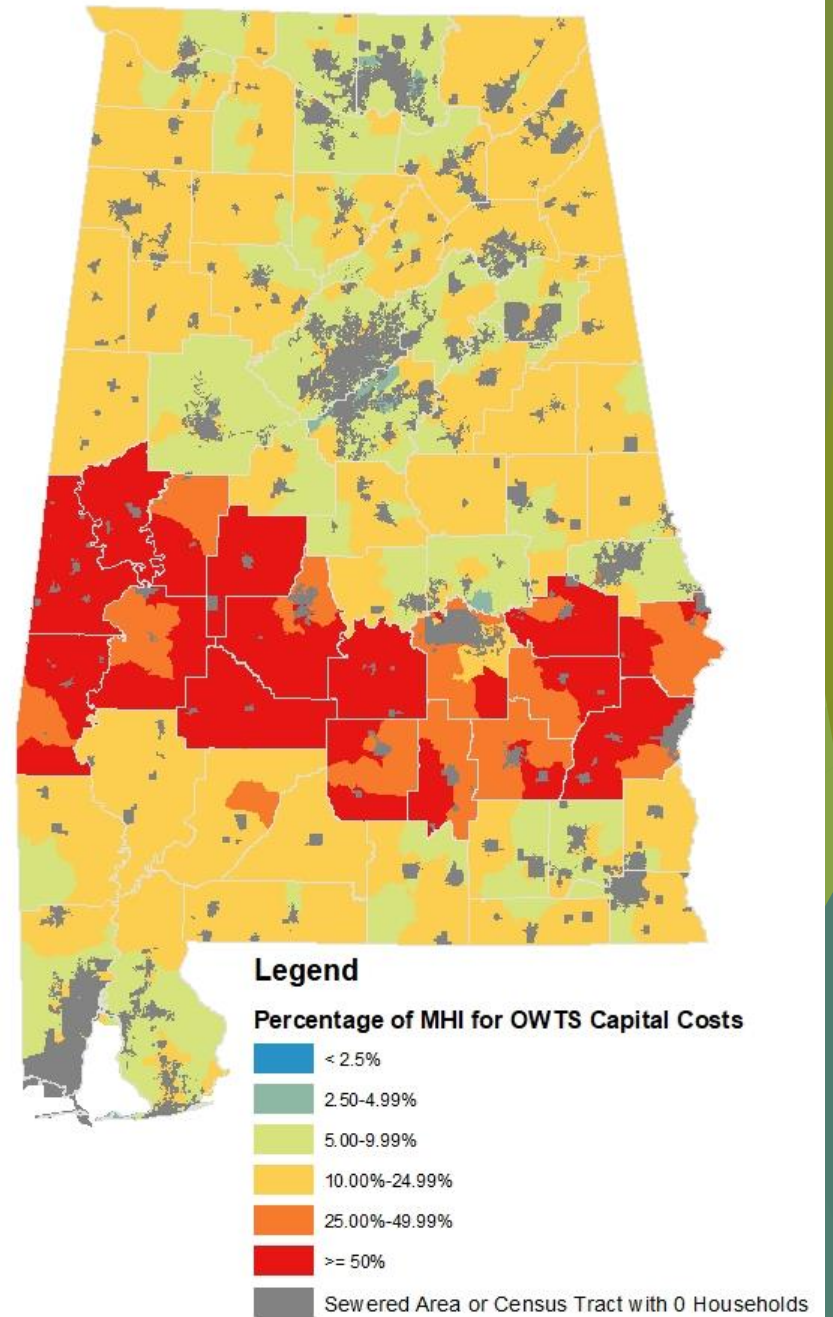 Legend
Percentage of MHI for OWTS Capital Costs
< 2.5%
2.50-4.99%
5.00-9.99%
10.00%-24.99%
25.00%-49.99%
>= 50%
Sewered Area or Census Tract with 0 Households